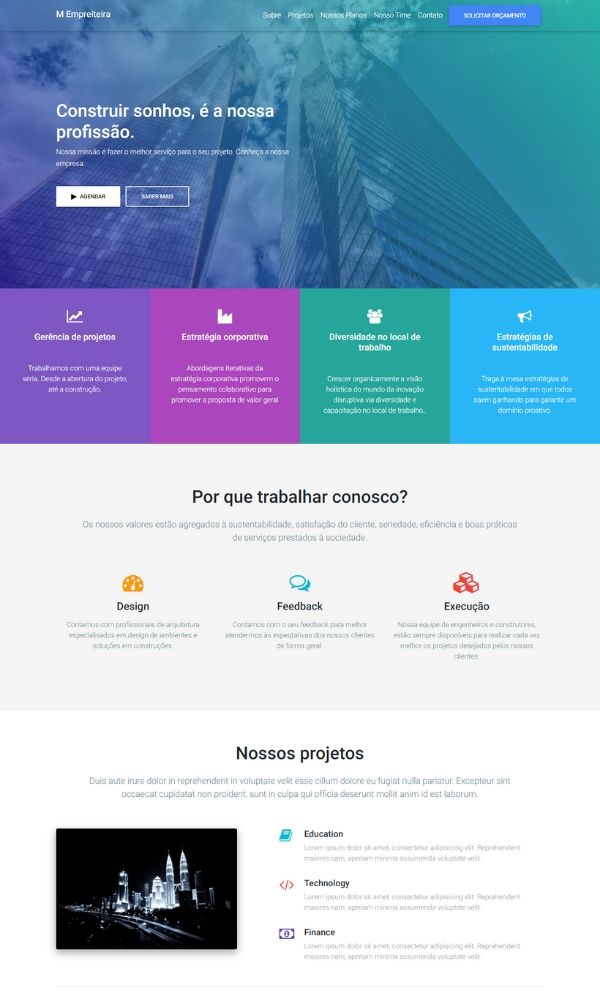 M Empreiteira
Sobre Projetos Nossos Planos Nosso Time Contato SOLICITAR ORÇAMENTO
Construir sonhos, é a nossa
profissão.
Nossa missão é fazer o melhor serviço para o seu projeto. Conheça a nossa
empresa.
AGENDAR SABER MAIS
Gerência de projetos
Trabalhamos com uma equipe
séria. Desde a abertura do projeto,
até a construção.
Estratégia corporativa
Abordagens iterativas da
estratégia corporativa promovem o
pensamento colaborativo para
promover a proposta de valor geral
Diversidade no local de
trabalho
Crescer organicamente a visão
holística do mundo da inovação
disruptiva via diversidade e
capacitação no local de trabalho..
Estratégias de
sustentabilidade
Traga à mesa estratégias de
sustentabilidade em que todos
saem ganhando para garantir um
domínio proativo.
Por que trabalhar conosco?
Os nossos valores estão agregados à sustentabilidade, satisfação do cliente, seriedade, eficiência e boas práticas
de serviços prestados à sociedade.
Design
Contamos com profissionais de arquitetura
especialisados em design de ambientes e
soluções em construções.
Feedback
Contamos com o seu feedback para melhor
atendermos às espeqtativas dos nossos clientes
de forma geral.
Execução
Nossa equipe de engenheiros e construtores,
estão sempre disponíveis para realizar cada vez
melhor os projetos desejados pelos nossos
clientes.
Nossos projetos
Duis aute irure dolor in reprehenderit in voluptate velit esse cillum dolore eu fugiat nulla pariatur. Excepteur sint
occaecat cupidatat non proident, sunt in culpa qui officia deserunt mollit anim id est laborum.
Education
Lorem ipsum dolor sit amet, consectetur adipisicing elit. Reprehenderit
maiores nam, aperiam minima assumenda voluptate velit.
Technology
Lorem ipsum dolor sit amet, consectetur adipisicing elit. Reprehenderit
maiores nam, aperiam minima assumenda voluptate velit.
Finance
Lorem ipsum dolor sit amet, consectetur adipisicing elit. Reprehenderit
maiores nam, aperiam minima assumenda voluptate velit.